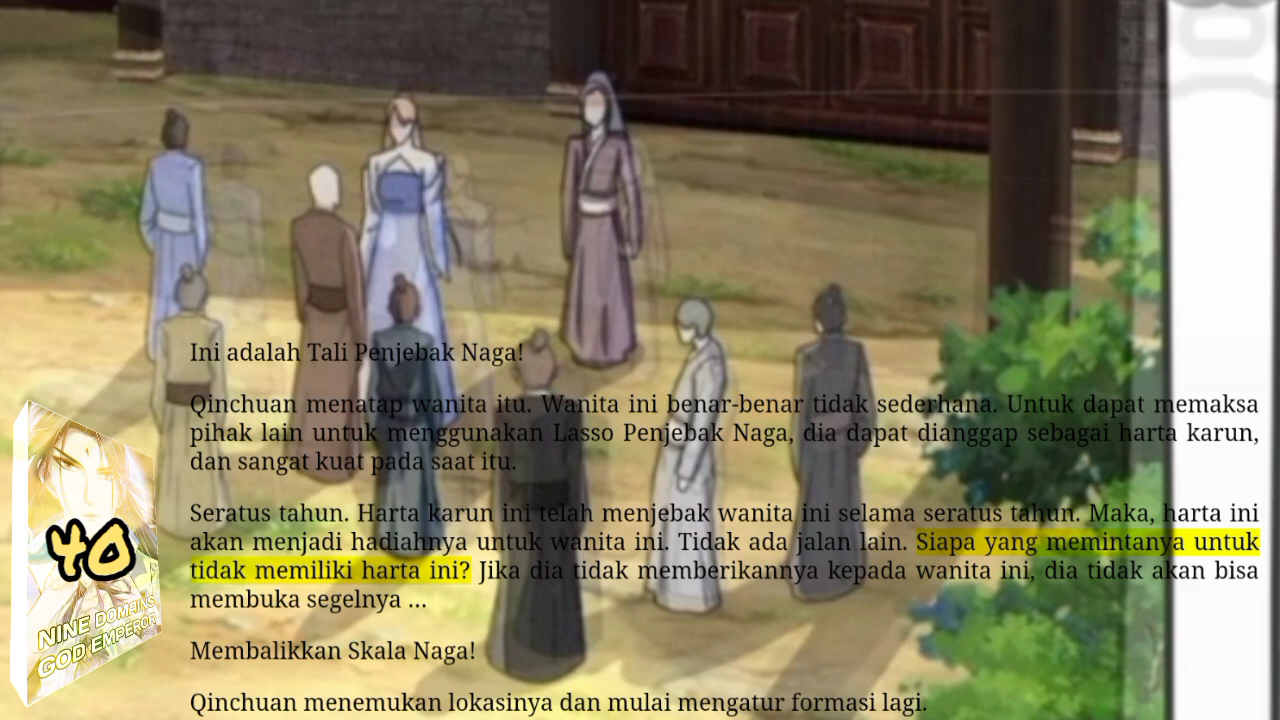 Ini adalah Tali Penjebak Naga!
Qinchuan menatap wanita itu. Wanita ini benar-benar tidak sederhana. Untuk dapat memaksa
pihak lain untuk menggunakan Lasso Penjebak Naga, dia dapat dianggap sebagai harta karun,
dan sangat kuat pada saat itu.
Seratus tahun. Harta karun ini telah menjebak wanita ini selama seratus tahun. Maka, harta ini
akan menjadi hadiahnya untuk wanita ini. Tidak ada jalan lain. Siapa yang memintanya untuk
tidak memiliki harta ini? Jika dia tidak memberikannya kepada wanita ini, dia tidak akan bisa
membuka segelnya ...
Membalikkan Skala Naga!
Qinchuan menemukan lokasinya dan mulai mengatur formasi lagi.
40
NINE DOMAINS
GOD EMPEROR